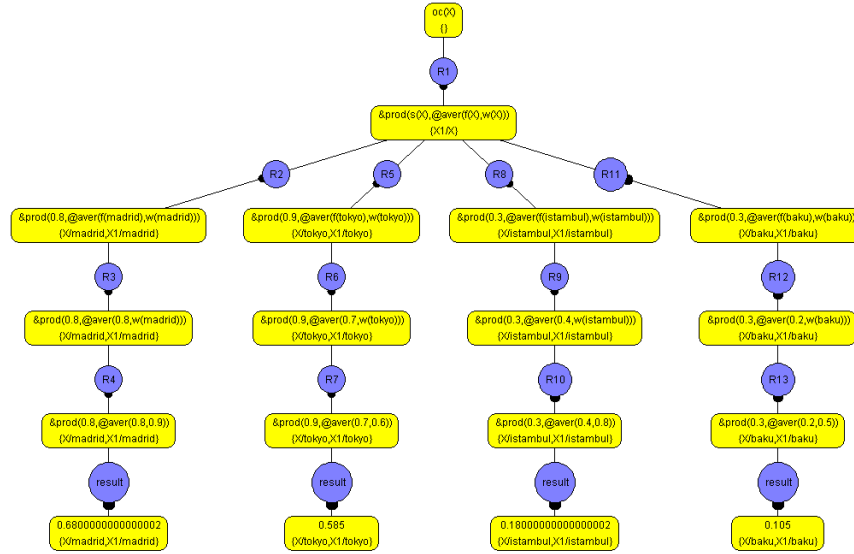 oc(X)
{}
R1
&prod(s(X),@aver(f(X),w(X)))
{X1/X}
R2
R5
R8
R11
&prod(0.8,@aver(f(madrid),w(madrid)))
{X/madrid,X1/madrid}
&prod(0.9,@aver(f(tokyo),w(tokyo)))
{X/tokyo,X1/tokyo}
&prod(0.3,@aver(f(istambul),w(istambul)))
{X/istambul,X1/istambul}
&prod(0.3,@aver(f(baku),w(baku)))
{X/baku,X1/baku}
R3
R6
R9
R12
&prod(0.8,@aver(0.8,w(madrid)))
{X/madrid,X1/madrid}
&prod(0.9,@aver(0.7,w(tokyo)))
{X/tokyo,X1/tokyo}
&prod(0.3,@aver(0.4,w(istambul)))
{X/istambul,X1/istambul}
&prod(0.3,@aver(0.2,w(baku)))
{X/baku,X1/baku}
R4
R7
R10
R13
&prod(0.8,@aver(0.8,0.9))
{X/madrid,X1/madrid}
&prod(0.9,@aver(0.7,0.6))
{X/tokyo,X1/tokyo}
&prod(0.3,@aver(0.4,0.8))
{X/istambul,X1/istambul}
&prod(0.3,@aver(0.2,0.5))
{X/baku,X1/baku}
result
result
result
result
0.6800000000000002
{X/madrid,X1/madrid}
0.585
{X/tokyo,X1/tokyo}
0.18000000000000002
{X/istambul,X1/istambul}
0.105
{X/baku,X1/baku}